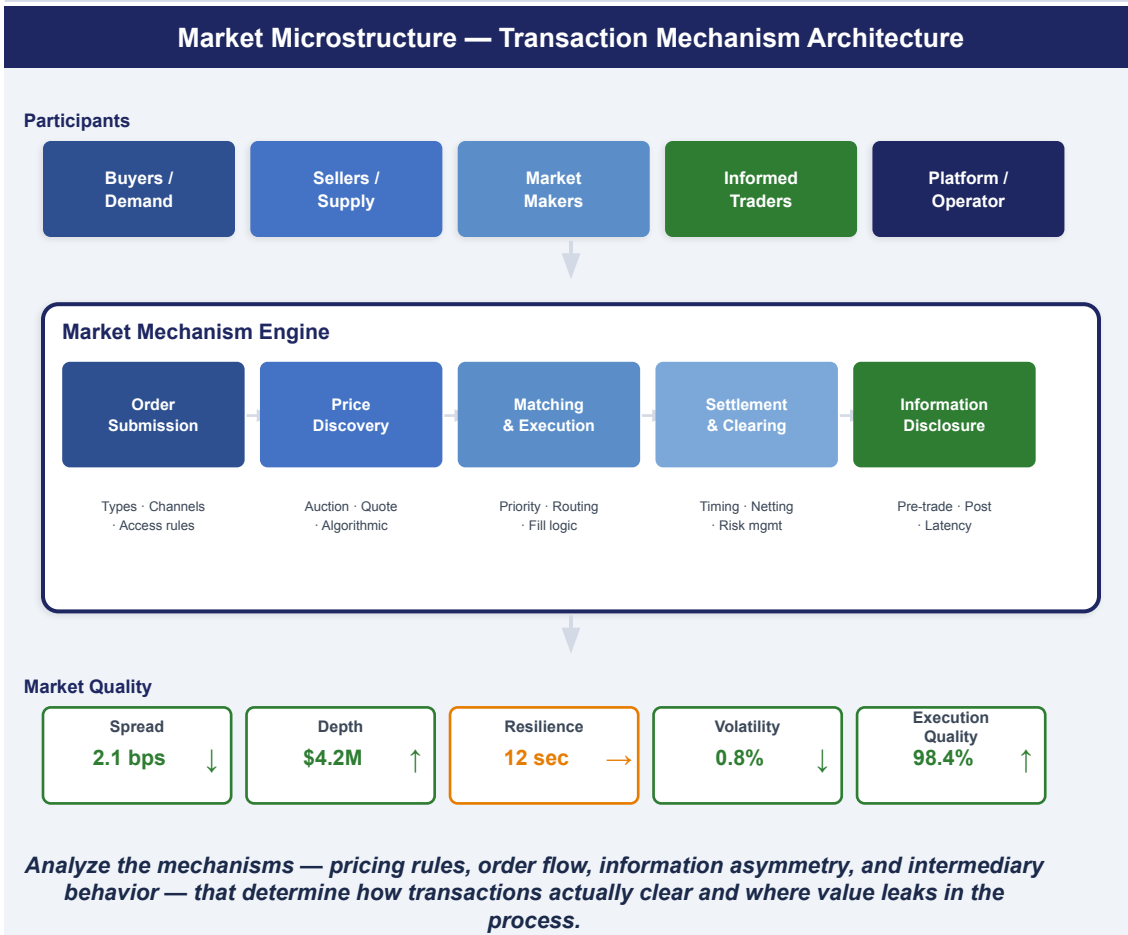 Market Microstructure — Transaction Mechanism Architecture
Participants
Buyers /
Demand
Sellers /
Supply
Market
Makers
Informed
Traders
Platform /
Operator
Market Mechanism Engine
Order
Submission
Price
Discovery
Matching
& Execution
Settlement
& Clearing
Information
Disclosure
Types · Channels
· Access rules
Auction · Quote
· Algorithmic
Priority · Routing
· Fill logic
Timing · Netting
· Risk mgmt
Pre-trade · Post
· Latency
Market Quality
Spread
2.1 bps ↓
Depth
$4.2M ↑
Resilience
12 sec →
Volatility
0.8% ↓
Execution
Quality
98.4% ↑
Analyze the mechanisms — pricing rules, order flow, information asymmetry, and intermediary
behavior — that determine how transactions actually clear and where value leaks in the
process.